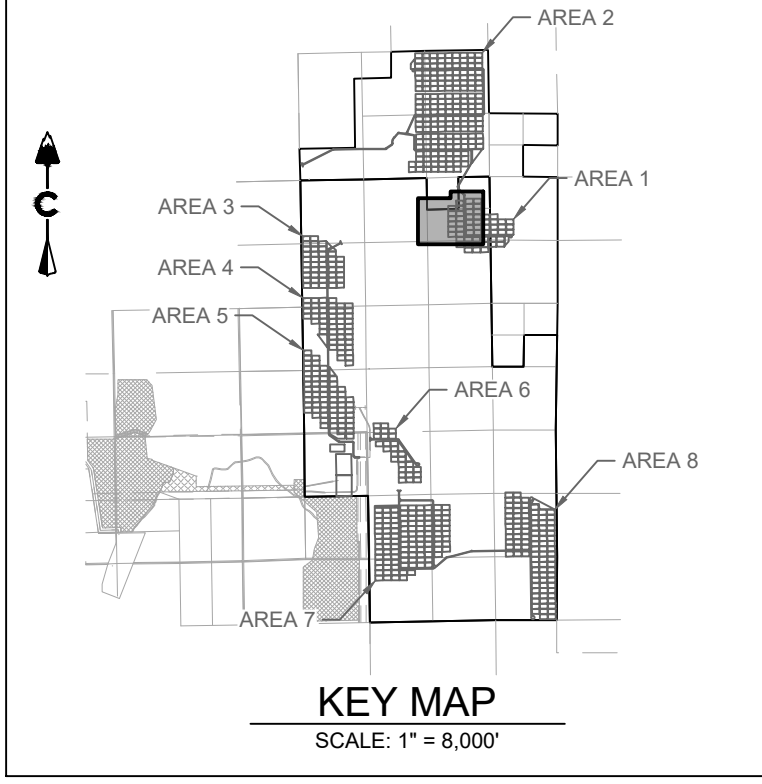 AREA 2
AREA 1
AREA 3
AREA 4
AREA 5
AREA 6
AREA 8
AREA 7
KEY MAP
SCALE: 1" = 8,000'